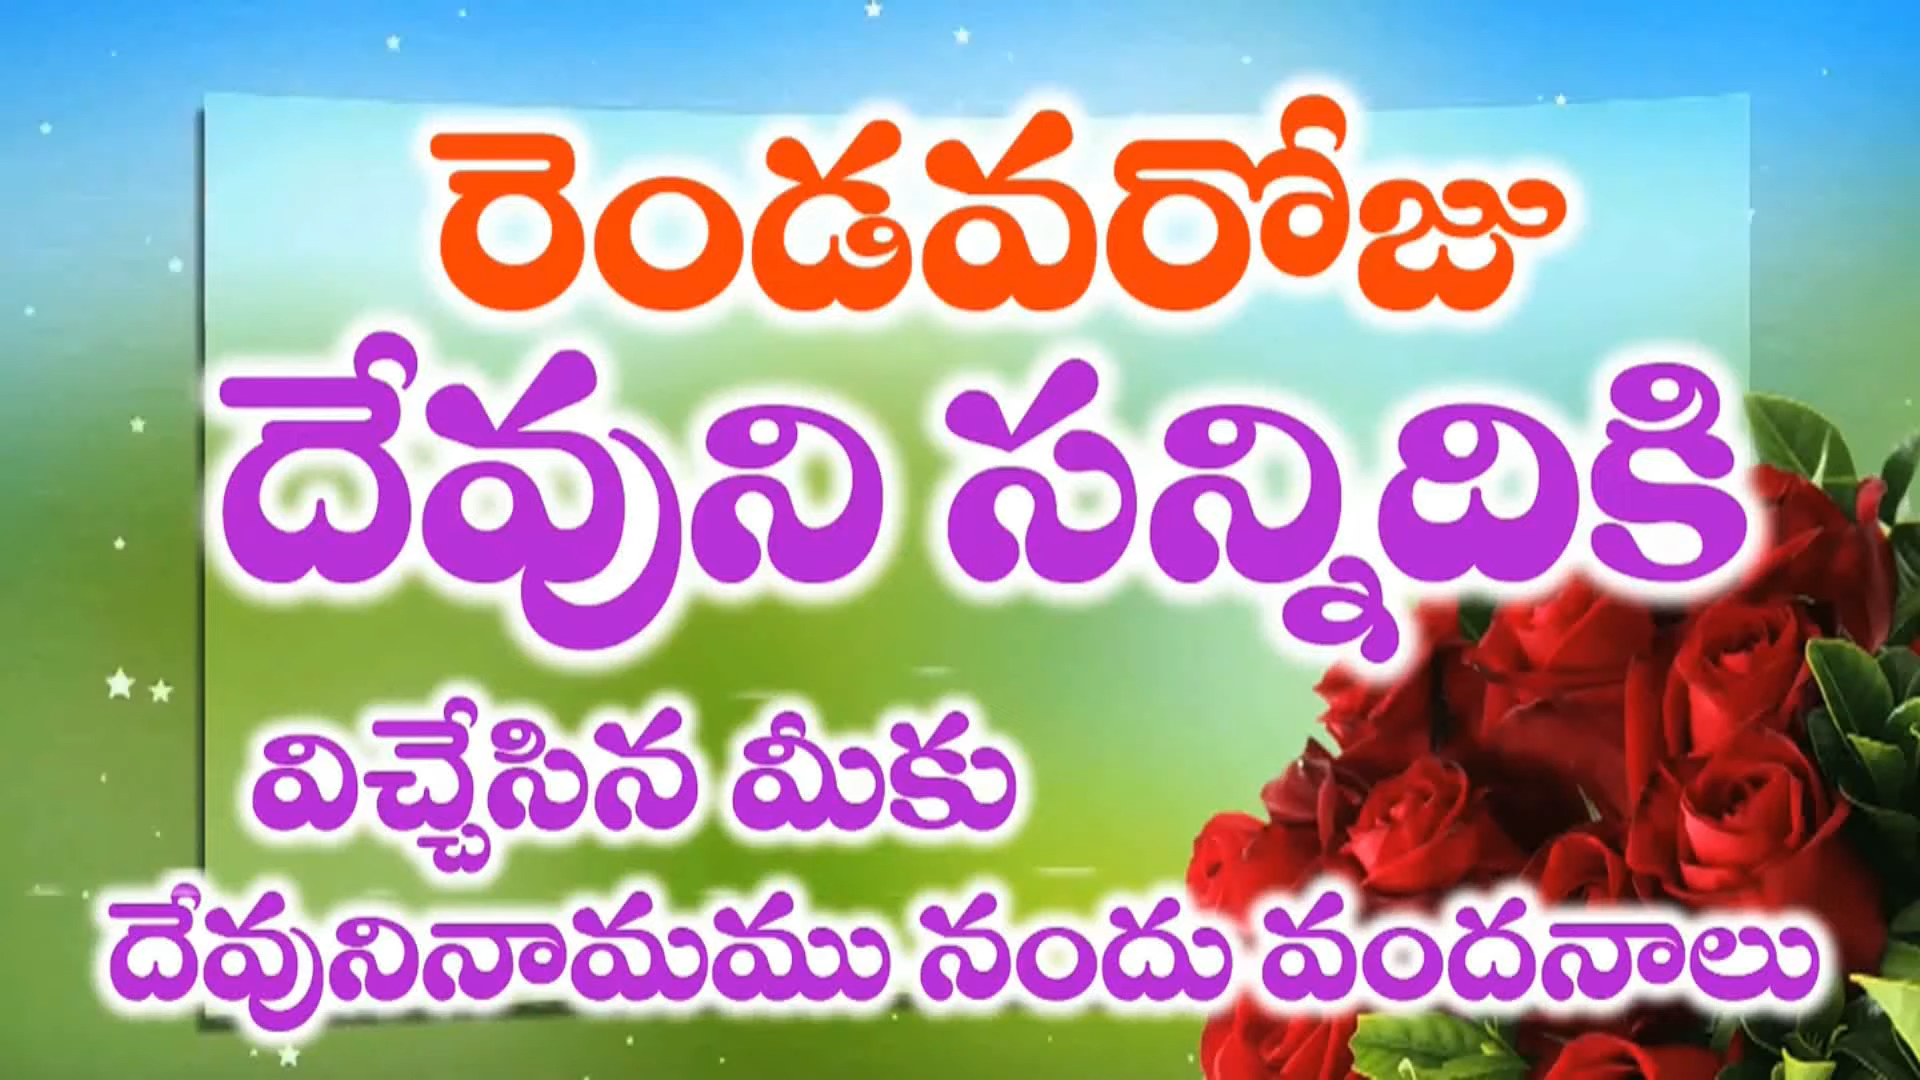 రెండవరోజు
దేవుని సన్నిదికి
విచ్చేసిన మీకు
దేవునినామము నందు వందనాలు